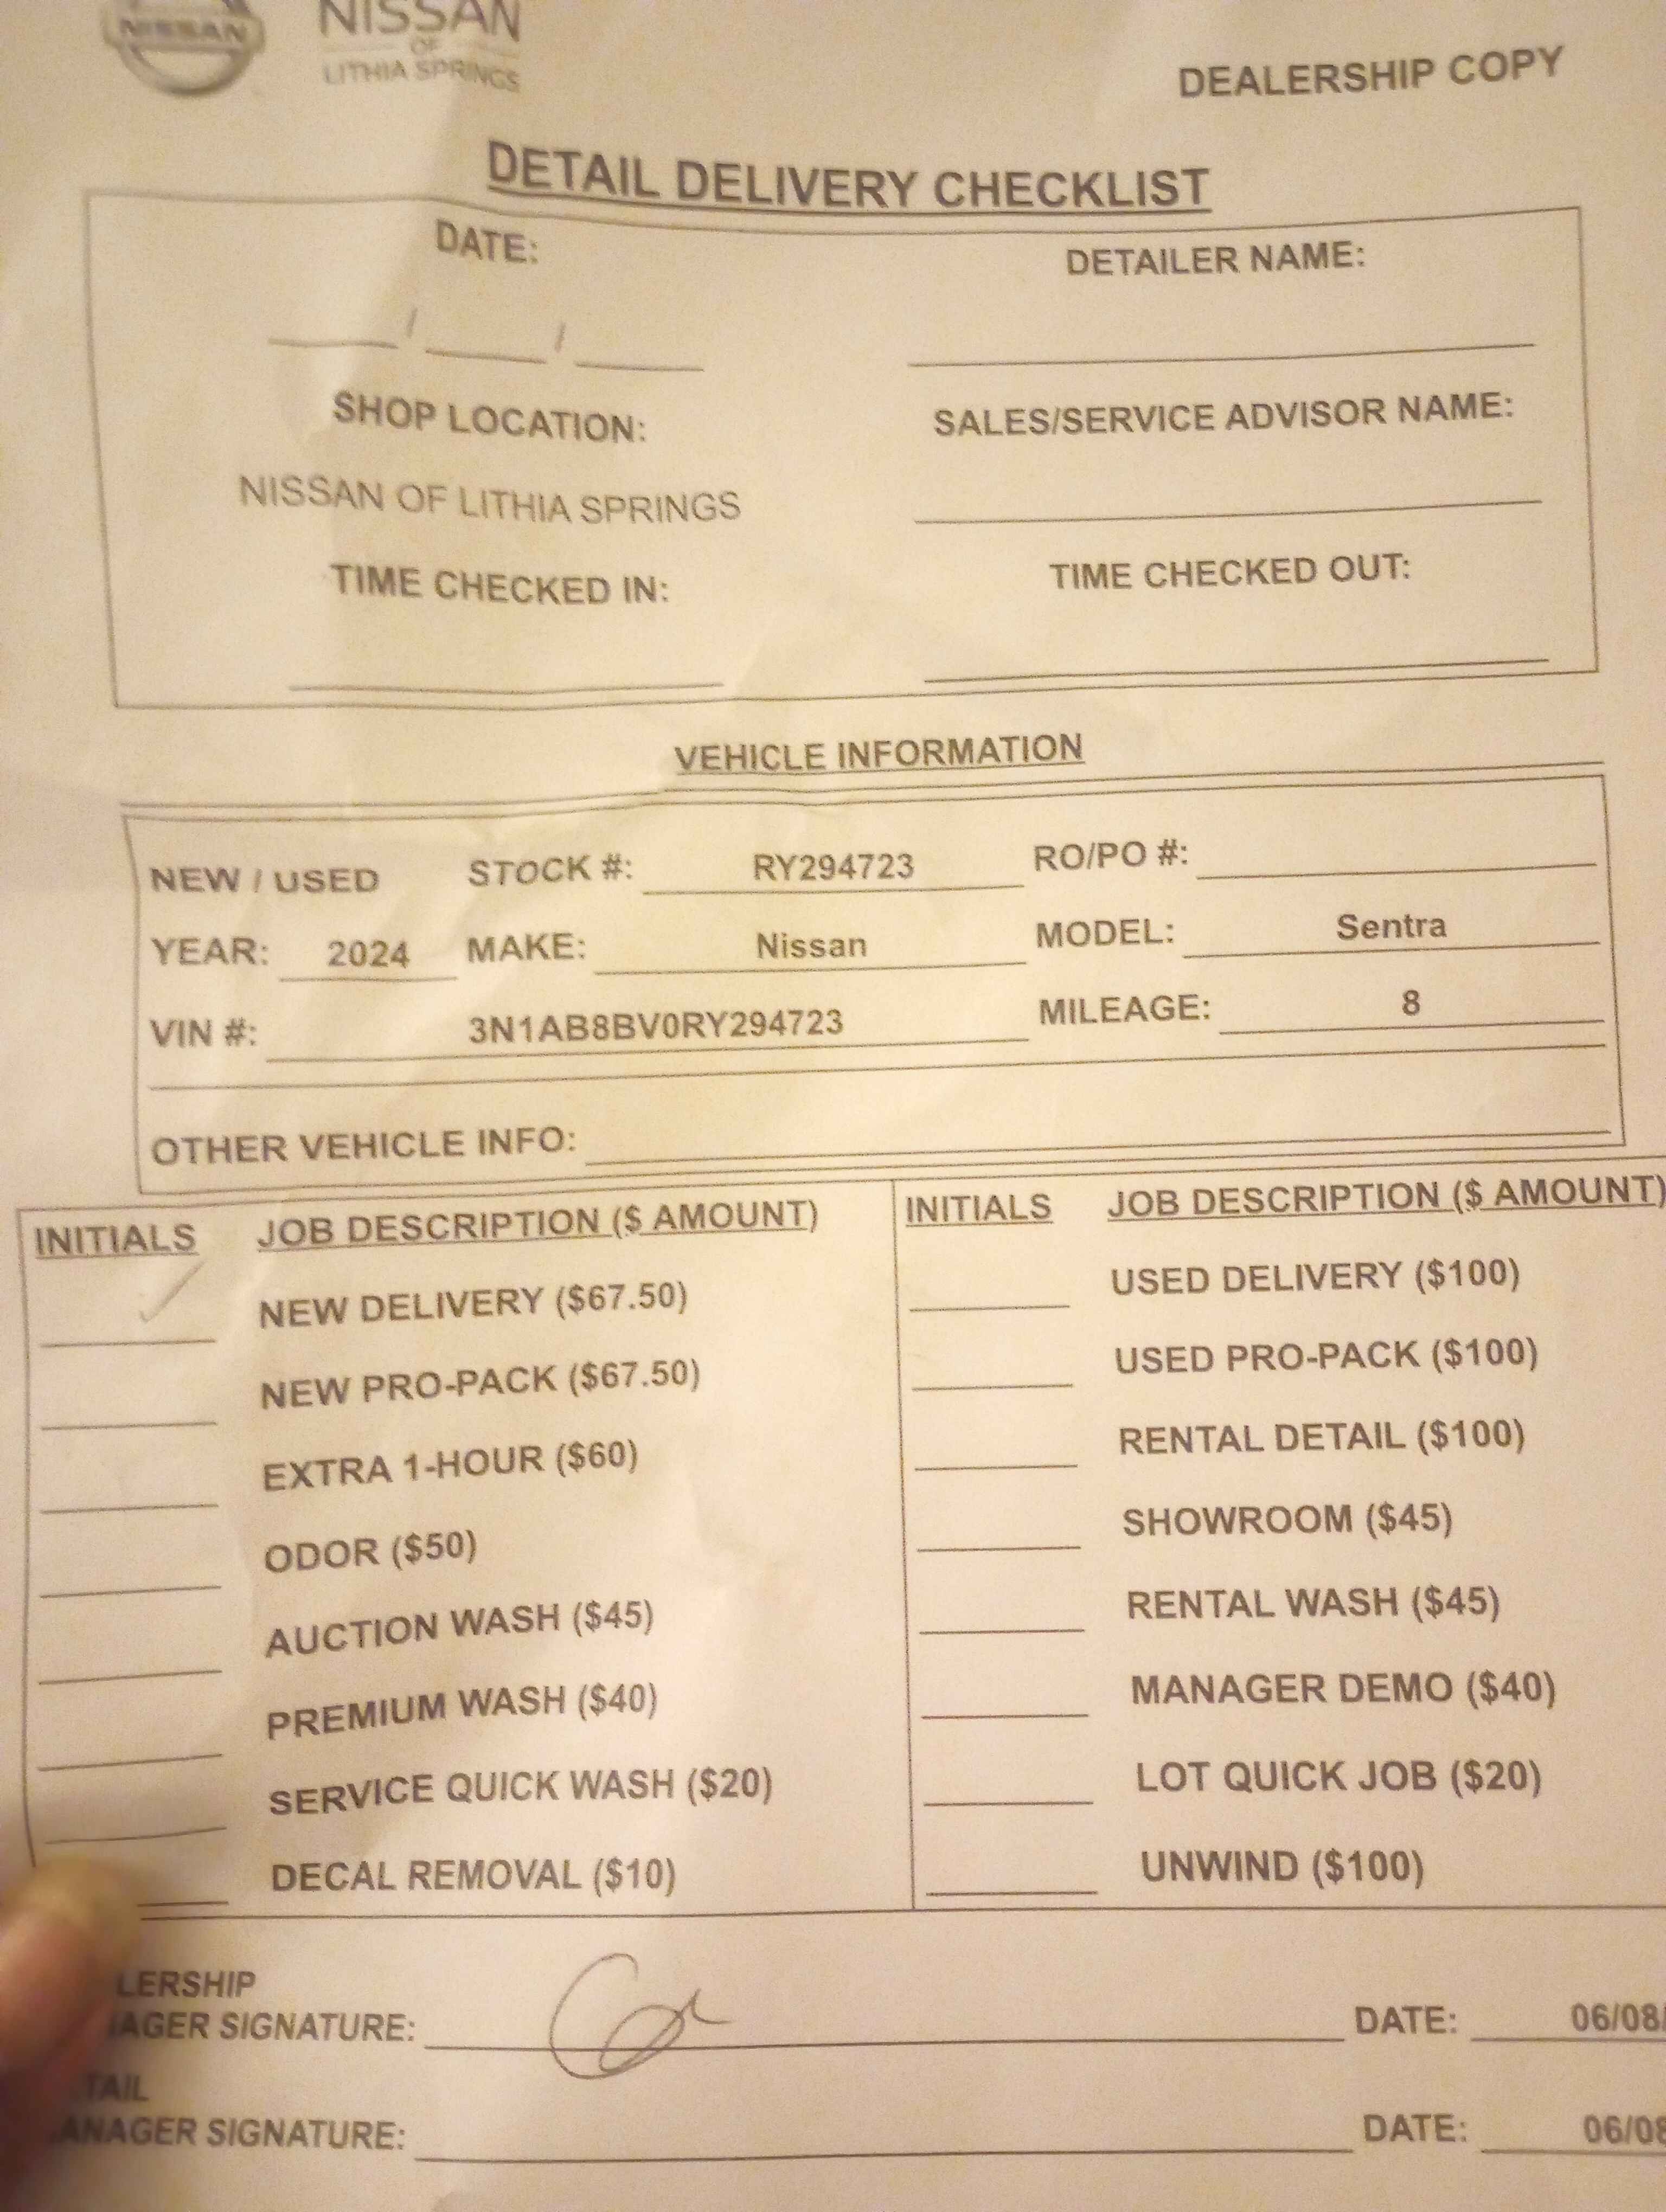 NISSAN
NISSAN
OF
LITHIA SPRINGS
DEALERSHIP COPY
DETAIL DELIVERY CHECKLIST
DATE:
DETAILER NAME:
/ /
SHOP LOCATION:
SALES/SERVICE ADVISOR NAME:
NISSAN OF LITHIA SPRINGS
TIME CHECKED IN:
TIME CHECKED OUT:
VEHICLE INFORMATION
NEW / USED STOCK #: RY294723 RO/PO #:
YEAR: 2024 MAKE: Nissan MODEL: Sentra
VIN #: 3N1AB8BV0RY294723 MILEAGE: 8
OTHER VEHICLE INFO:
INITIALS JOB DESCRIPTION ($ AMOUNT)
✓ NEW DELIVERY ($67.50)
NEW PRO-PACK ($67.50)
EXTRA 1-HOUR ($60)
ODOR ($50)
AUCTION WASH ($45)
PREMIUM WASH ($40)
SERVICE QUICK WASH ($20)
DECAL REMOVAL ($10)
INITIALS JOB DESCRIPTION ($ AMOUNT)
USED DELIVERY ($100)
USED PRO-PACK ($100)
RENTAL DETAIL ($100)
SHOWROOM ($45)
RENTAL WASH ($45)
MANAGER DEMO ($40)
LOT QUICK JOB ($20)
UNWIND ($100)
LERSHIP
AGER SIGNATURE: DATE: 06/08/
TAIL
ANAGER SIGNATURE: DATE: 06/08